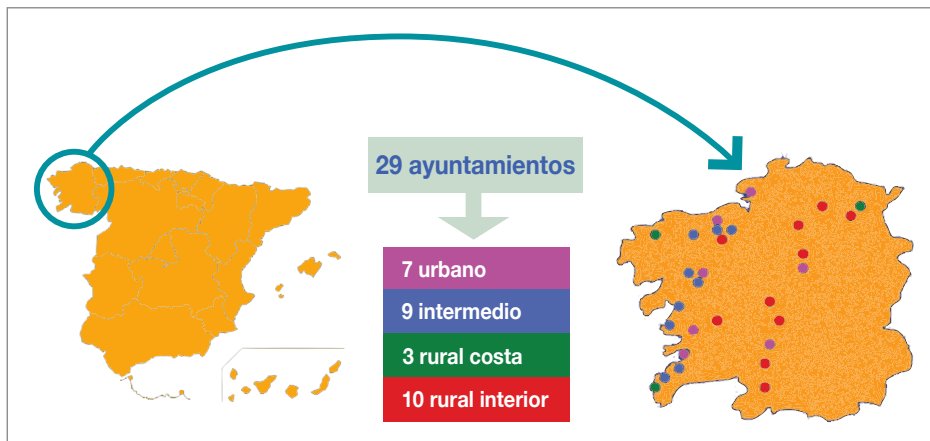 29 ayuntamientos
7 urbano
9 intermedio
3 rural costa
10 rural interior